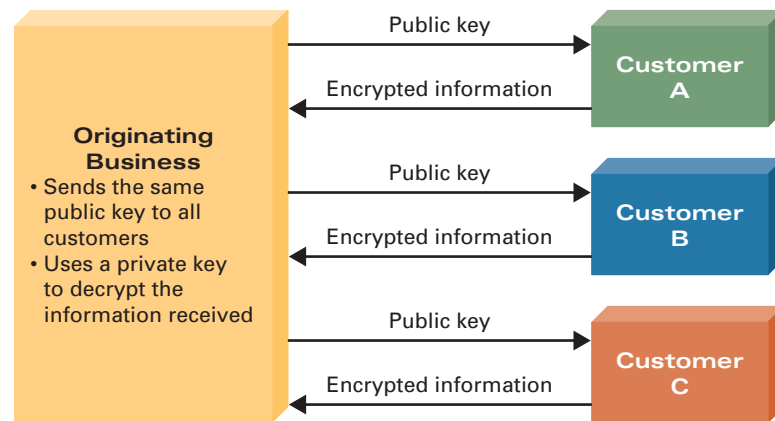 Originating
Business
• Sends the same
public key to all
customers
• Uses a private key
to decrypt the
information received
Public key
Encrypted information
Customer
A
Public key
Encrypted information
Customer
B
Public key
Encrypted information
Customer
C